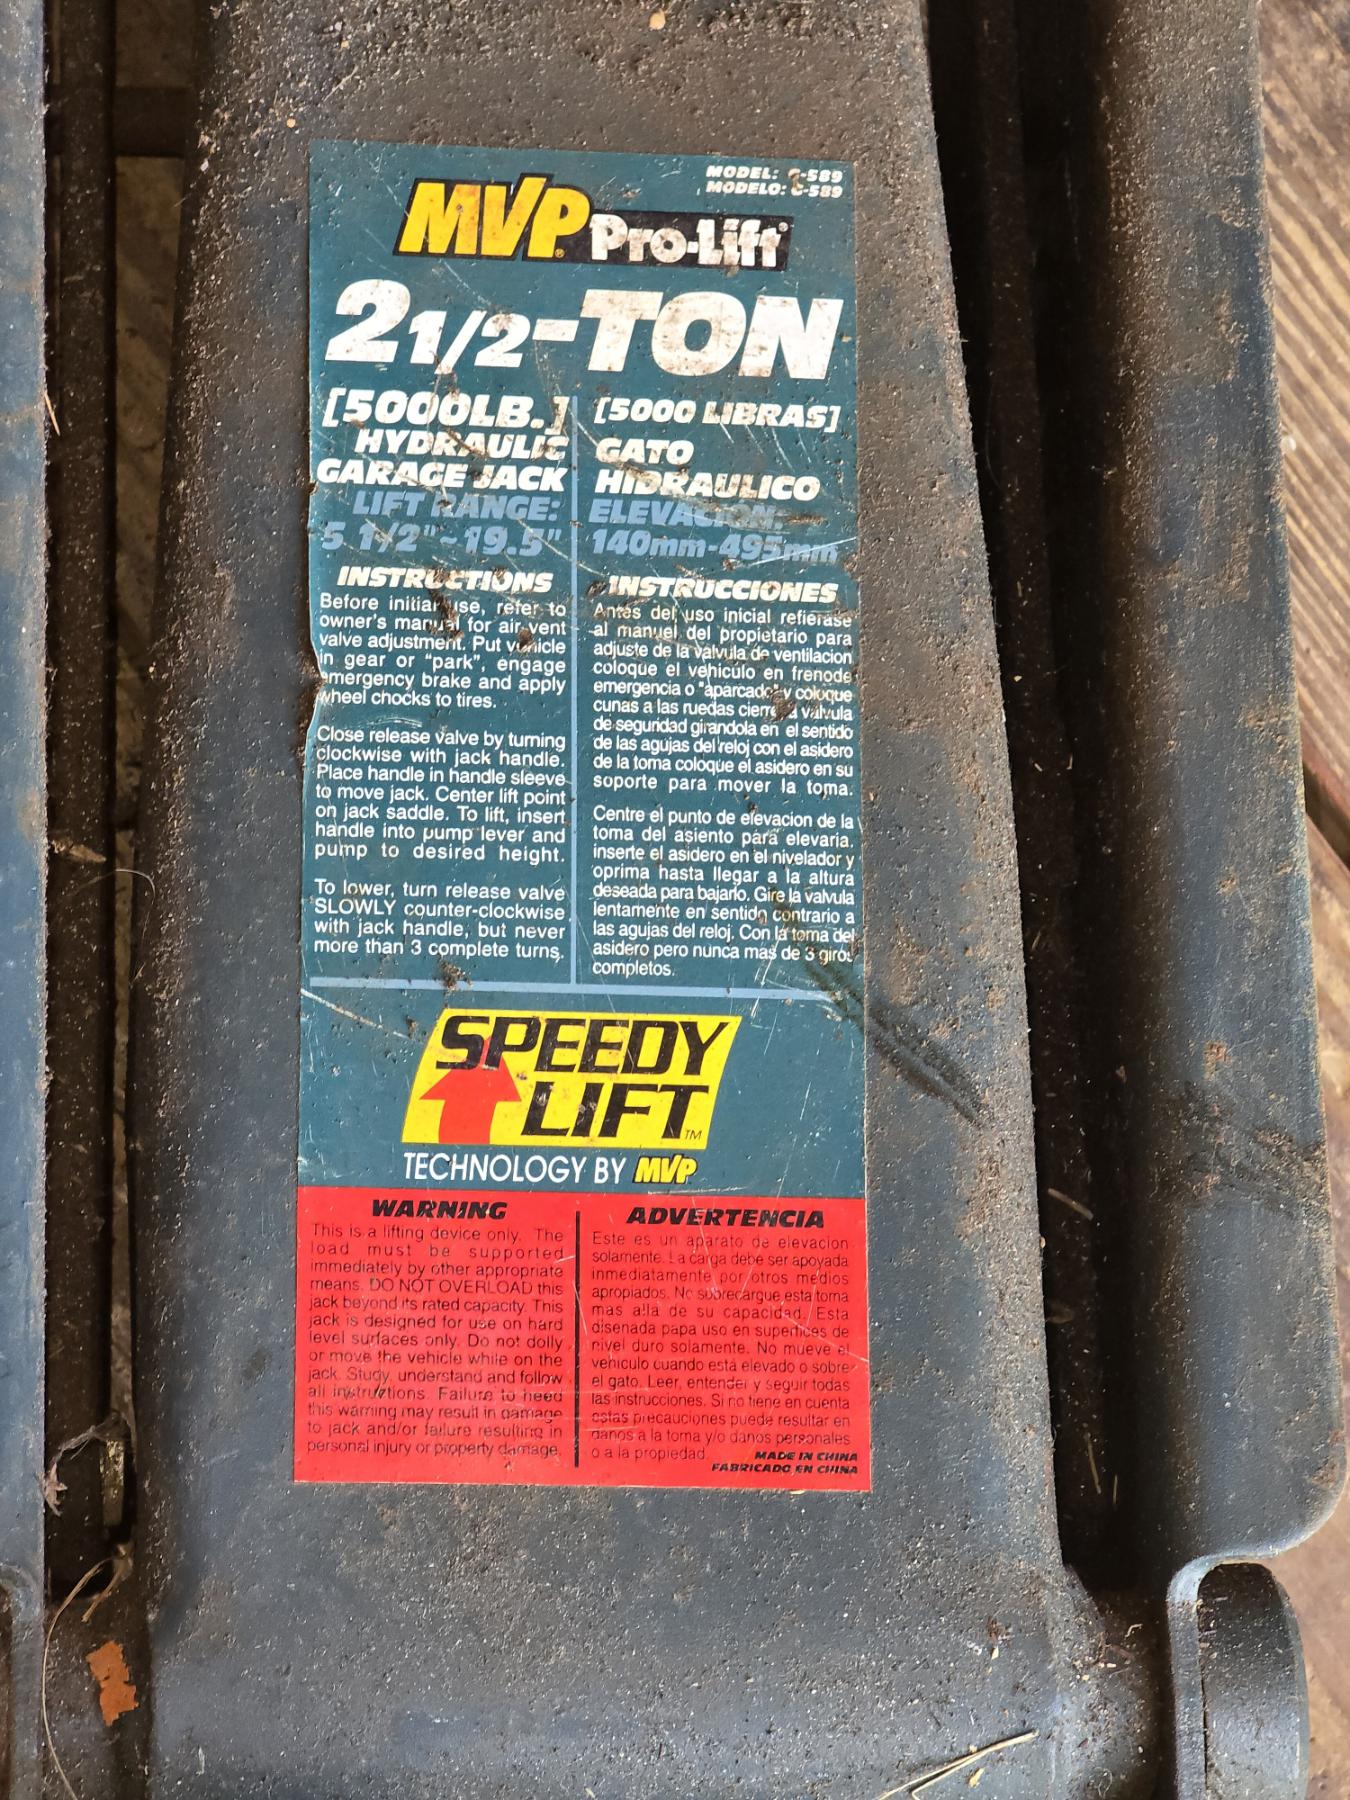 MODEL: -589
MODELO: -589
MVP® Pro-Lift®
2 1/2-TON
[5000LB.]
HYDRAULIC
GARAGE JACK
LIFT RANGE:
5 1/2"~19.5"
INSTRUCTIONS
Before initial use, refer to
owner's manual for air vent
valve adjustment. Put vehicle
in gear or "park", engage
emergency brake and apply
wheel chocks to tires.
Close release valve by turning
clockwise with jack handle.
Place handle in handle sleeve
to move jack. Center lift point
on jack saddle. To lift, insert
handle into pump lever and
pump to desired height.
To lower, turn release valve
SLOWLY counter-clockwise
with jack handle, but never
more than 3 complete turns.
[5000 LIBRAS]
GATO
HIDRAULICO
ELEVACION:
140mm-495mm
INSTRUCCIONES
Antes del uso inicial refierase
al manuel del propietario para
adjuste de la valvula de ventilacion
coloque el vehiculo en frenode
emergencia o "aparcado" y coloque
cunas a las ruedas cierre la valvula
de seguridad girandola en el sentido
de las agujas del reloj con el asidero
de la toma coloque el asidero en su
soporte para mover la toma.
Centre el punto de elevacion de la
toma del asiento para elevaria.
inserte el asidero en el nivelador y
oprima hasta llegar a la altura
deseada para bajarlo. Gire la valvula
lentamente en sentido contrario a
las agujas del reloj. Con la toma del
asidero pero nunca mas de 3 giros
completos.
SPEEDY
LIFT™
TECHNOLOGY BY MVP
WARNING
This is a lifting device only. The
load must be supported
immediately by other appropriate
means. DO NOT OVERLOAD this
jack beyond its rated capacity. This
jack is designed for use on hard
level surfaces only. Do not dolly
or move the vehicle while on the
jack. Study, understand and follow
all instructions. Failure to heed
this warning may result in damage
to jack and/or failure resulting in
personal injury or property damage.
ADVERTENCIA
Este es un aparato de elevacion
solamente. La carga debe ser apoyada
inmediatamente por otros medios
apropiados. No sobrecargue esta toma
mas alla de su capacidad. Esta
disenada papa uso en superfices de
nivel duro solamente. No mueve el
vehiculo cuando está elevado o sobre
el gato. Leer, entender y seguir todas
las instrucciones. Si no tiene en cuenta
estas precauciones puede resultar en
danos a la toma y/o danos personales
o a la propiedad.
MADE IN CHINA
FABRICADO EN CHINA